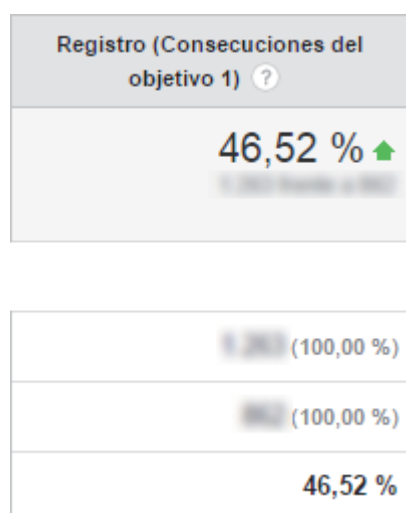 Registro (Consecuciones del
objetivo 1) ?
46,52 %
(100,00 %)
(100,00 %)
46,52 %